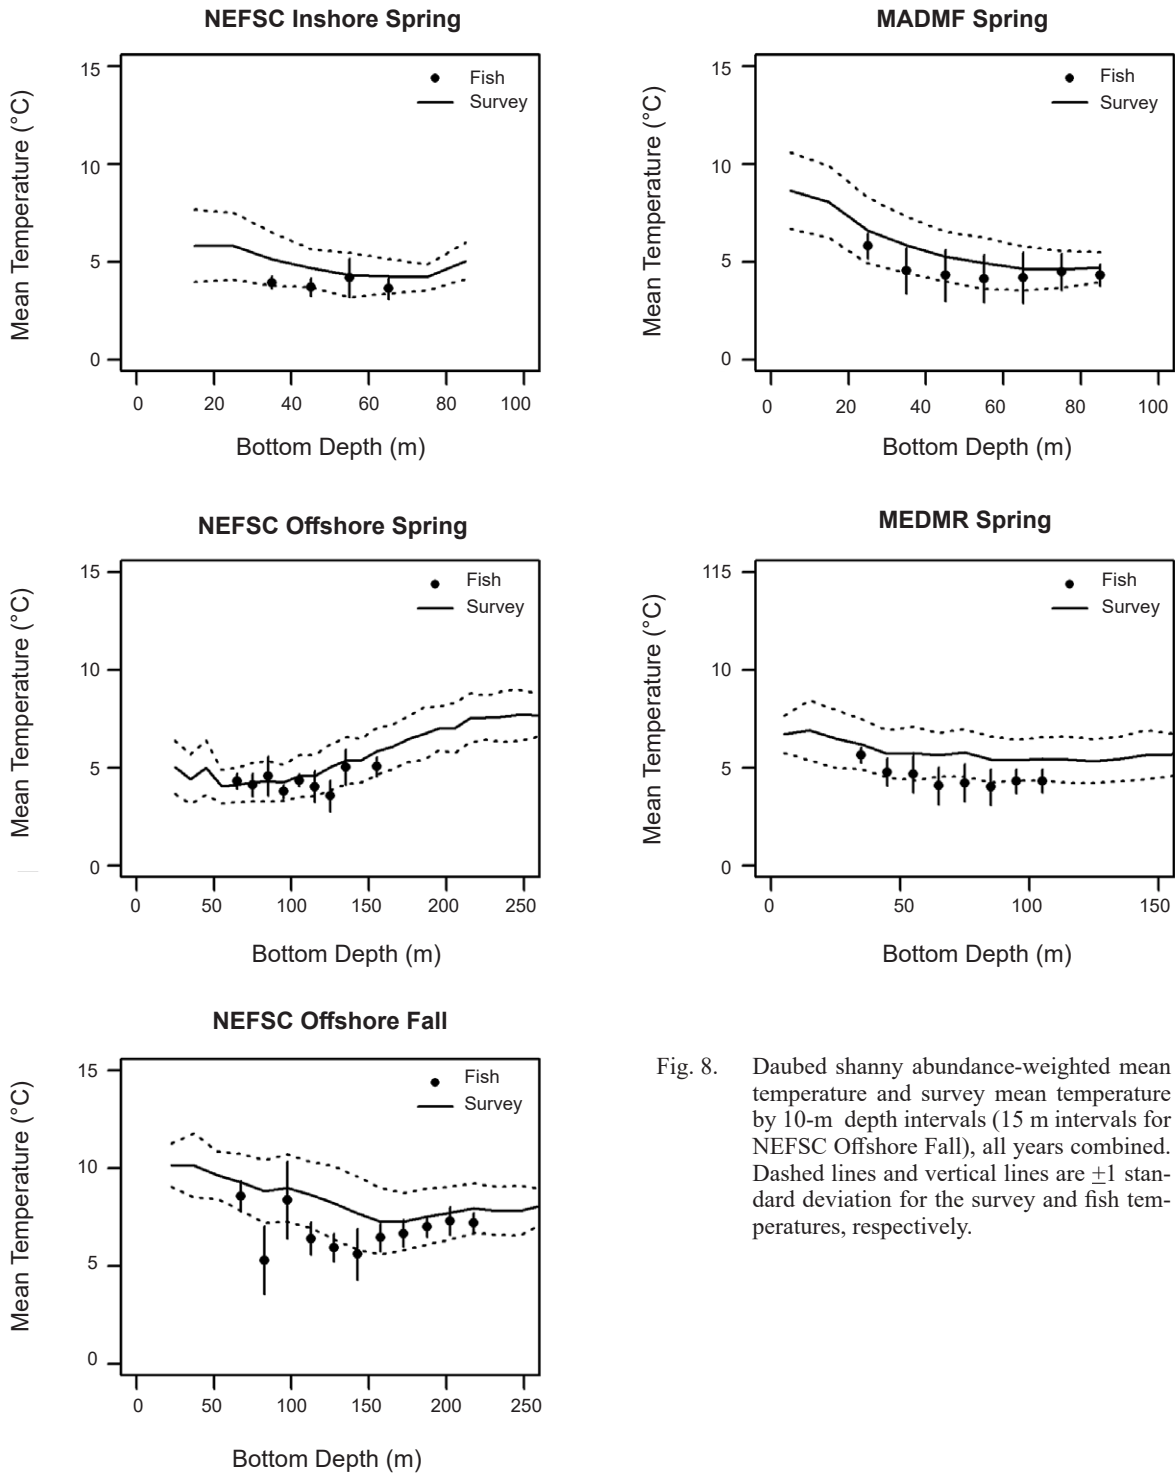 NEFSC Inshore Spring
Mean Temperature (°C)
15
10
5
0
Fish
Survey
0 20 40 60 80 100
Bottom Depth (m)
MADMF Spring
Mean Temperature (°C)
15
10
5
0
Fish
Survey
0 20 40 60 80 100
Bottom Depth (m)
NEFSC Offshore Spring
Mean Temperature (°C)
15
10
5
0
Fish
Survey
0 50 100 150 200 250
Bottom Depth (m)
MEDMR Spring
Mean Temperature (°C)
115
10
5
0
Fish
Survey
0 50 100 150
Bottom Depth (m)
NEFSC Offshore Fall
Mean Temperature (°C)
15
10
5
0
Fish
Survey
0 50 100 150 200 250
Bottom Depth (m)
Fig. 8. Daubed shanny abundance-weighted mean
temperature and survey mean temperature
by 10-m depth intervals (15 m intervals for
NEFSC Offshore Fall), all years combined.
Dashed lines and vertical lines are ±1 stan-
dard deviation for the survey and fish tem-
peratures, respectively.